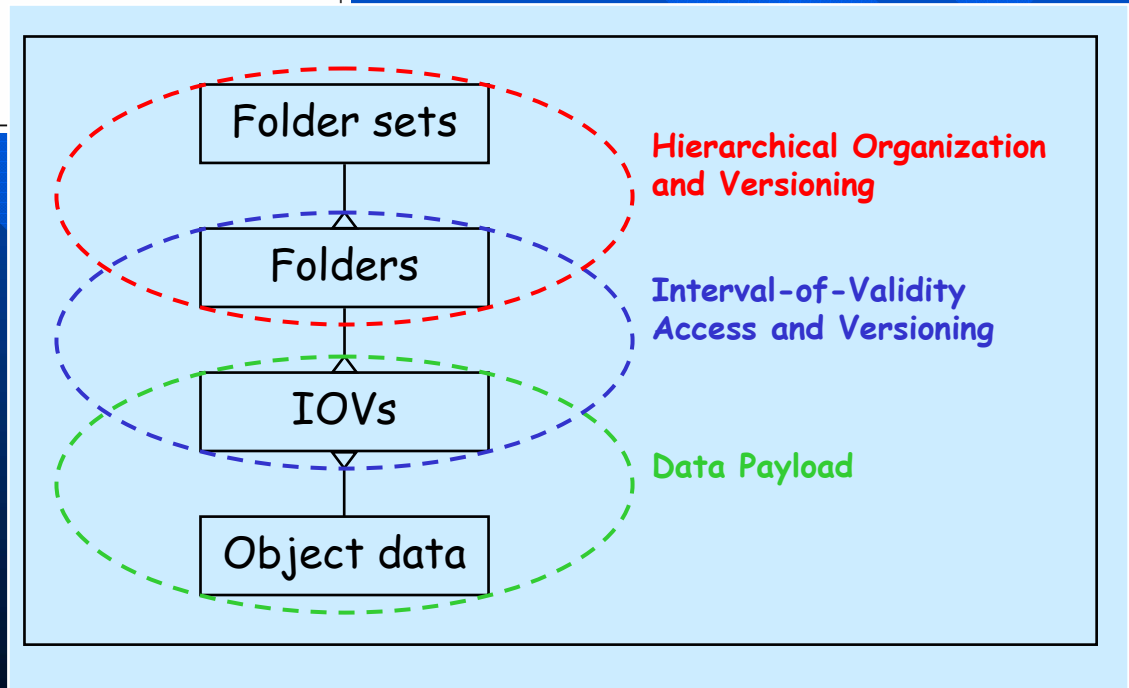 Folder sets
Hierarchical Organization
and Versioning
Folders
Interval-of-Validity
Access and Versioning
IOVs
Data Payload
Object data